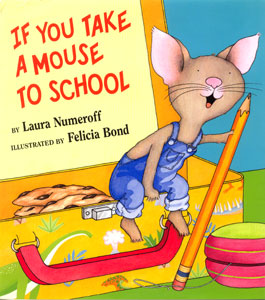 IF YOU TAKE
A MOUSE
TO SCHOOL
BY Laura Numeroff
ILLUSTRATED BY Felicia Bond